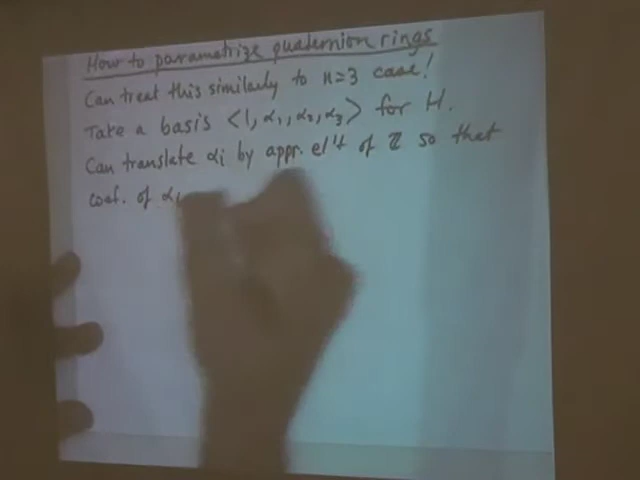 How to parametrize quaternion rings
Can treat this similarly to n=3 case!
Take a basis <1, α₁, α₂, α₃> for H.
Can translate αi by appr. el't of ℤ so that
coef. of α₁